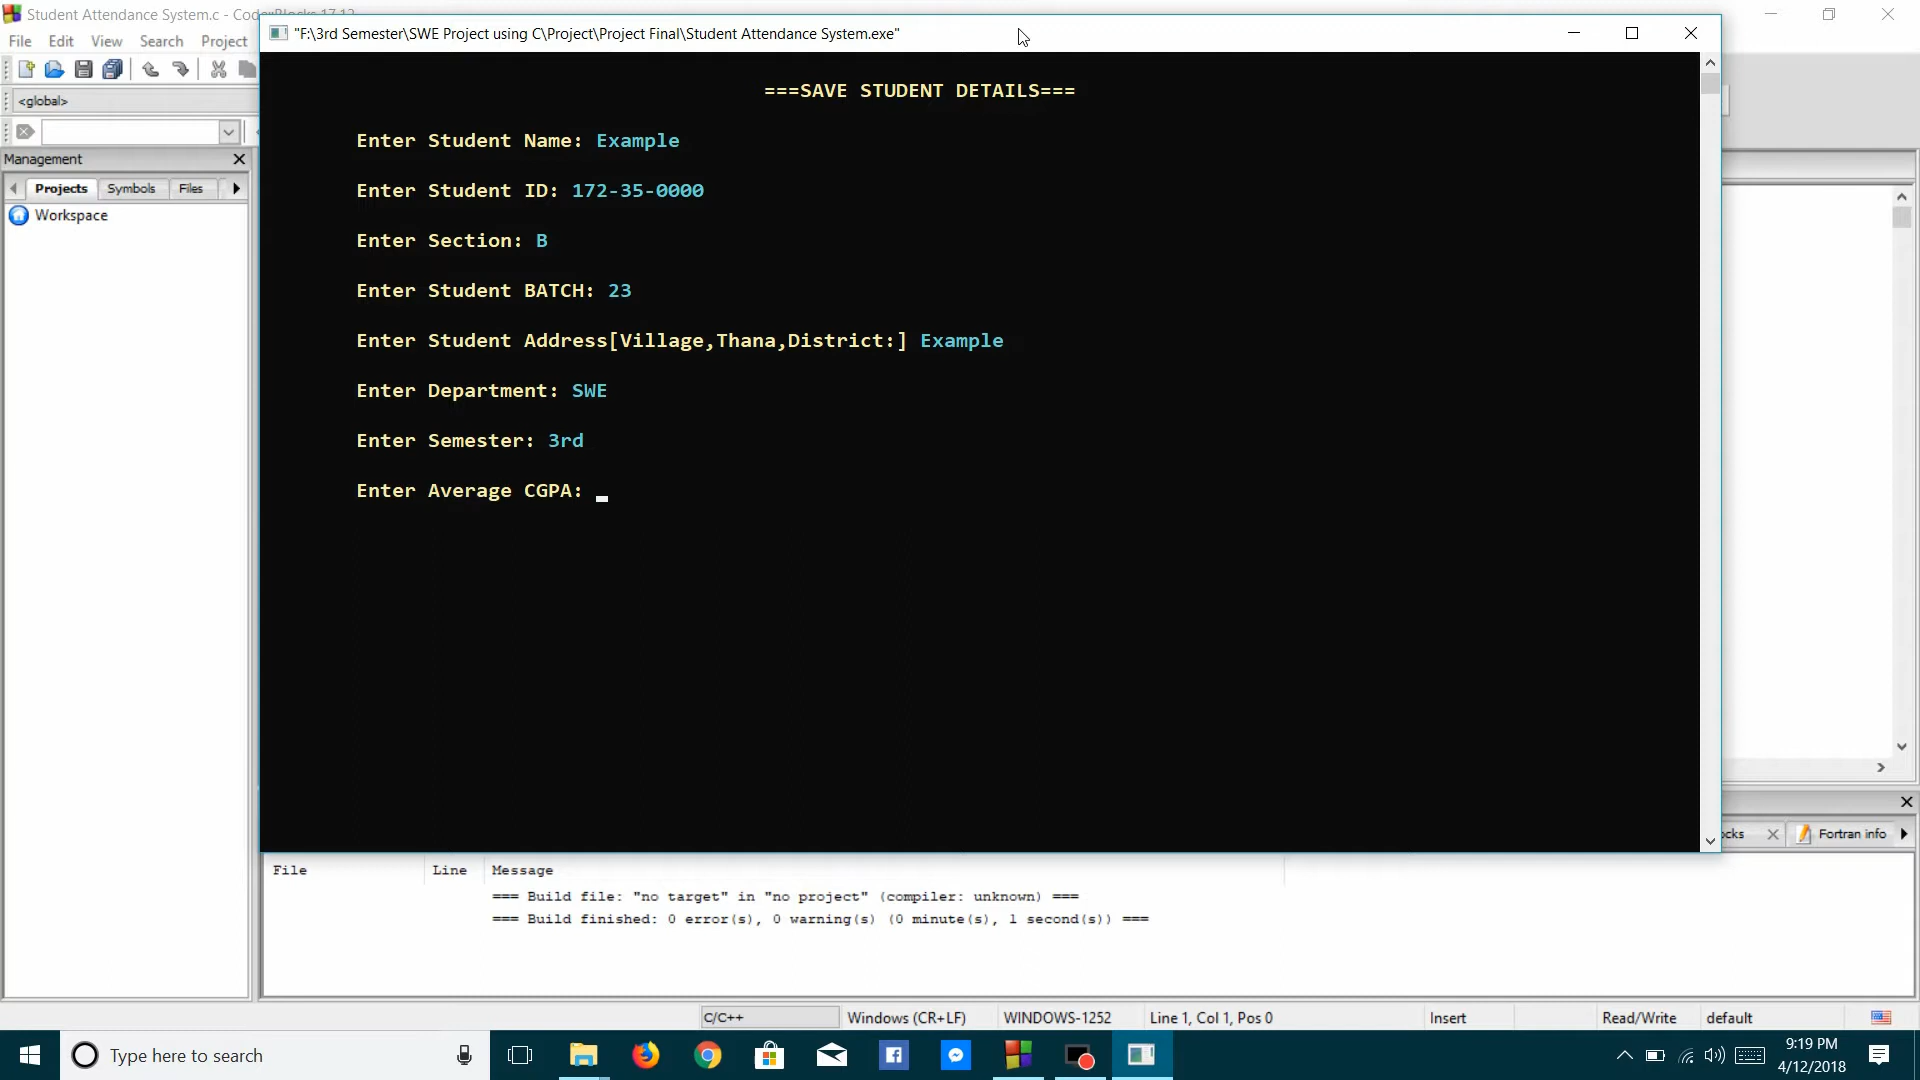 Student Attendance System.c - Code::Blocks 17.12
"F:\3rd Semester\SWE Project using C\Project\Project Final\Student Attendance System.exe"
File Edit View Search Project
<global>
Management
Projects Symbols Files
Workspace
===SAVE STUDENT DETAILS===
Enter Student Name: Example
Enter Student ID: 172-35-0000
Enter Section: B
Enter Student BATCH: 23
Enter Student Address[Village,Thana,District:] Example
Enter Department: SWE
Enter Semester: 3rd
Enter Average CGPA:
Fortran info
File Line Message
=== Build file: "no target" in "no project" (compiler: unknown) ===
=== Build finished: 0 error(s), 0 warning(s) (0 minute(s), 1 second(s)) ===
C/C++ Windows (CR+LF) WINDOWS-1252 Line 1, Col 1, Pos 0 Insert Read/Write default
Type here to search
9:19 PM
4/12/2018